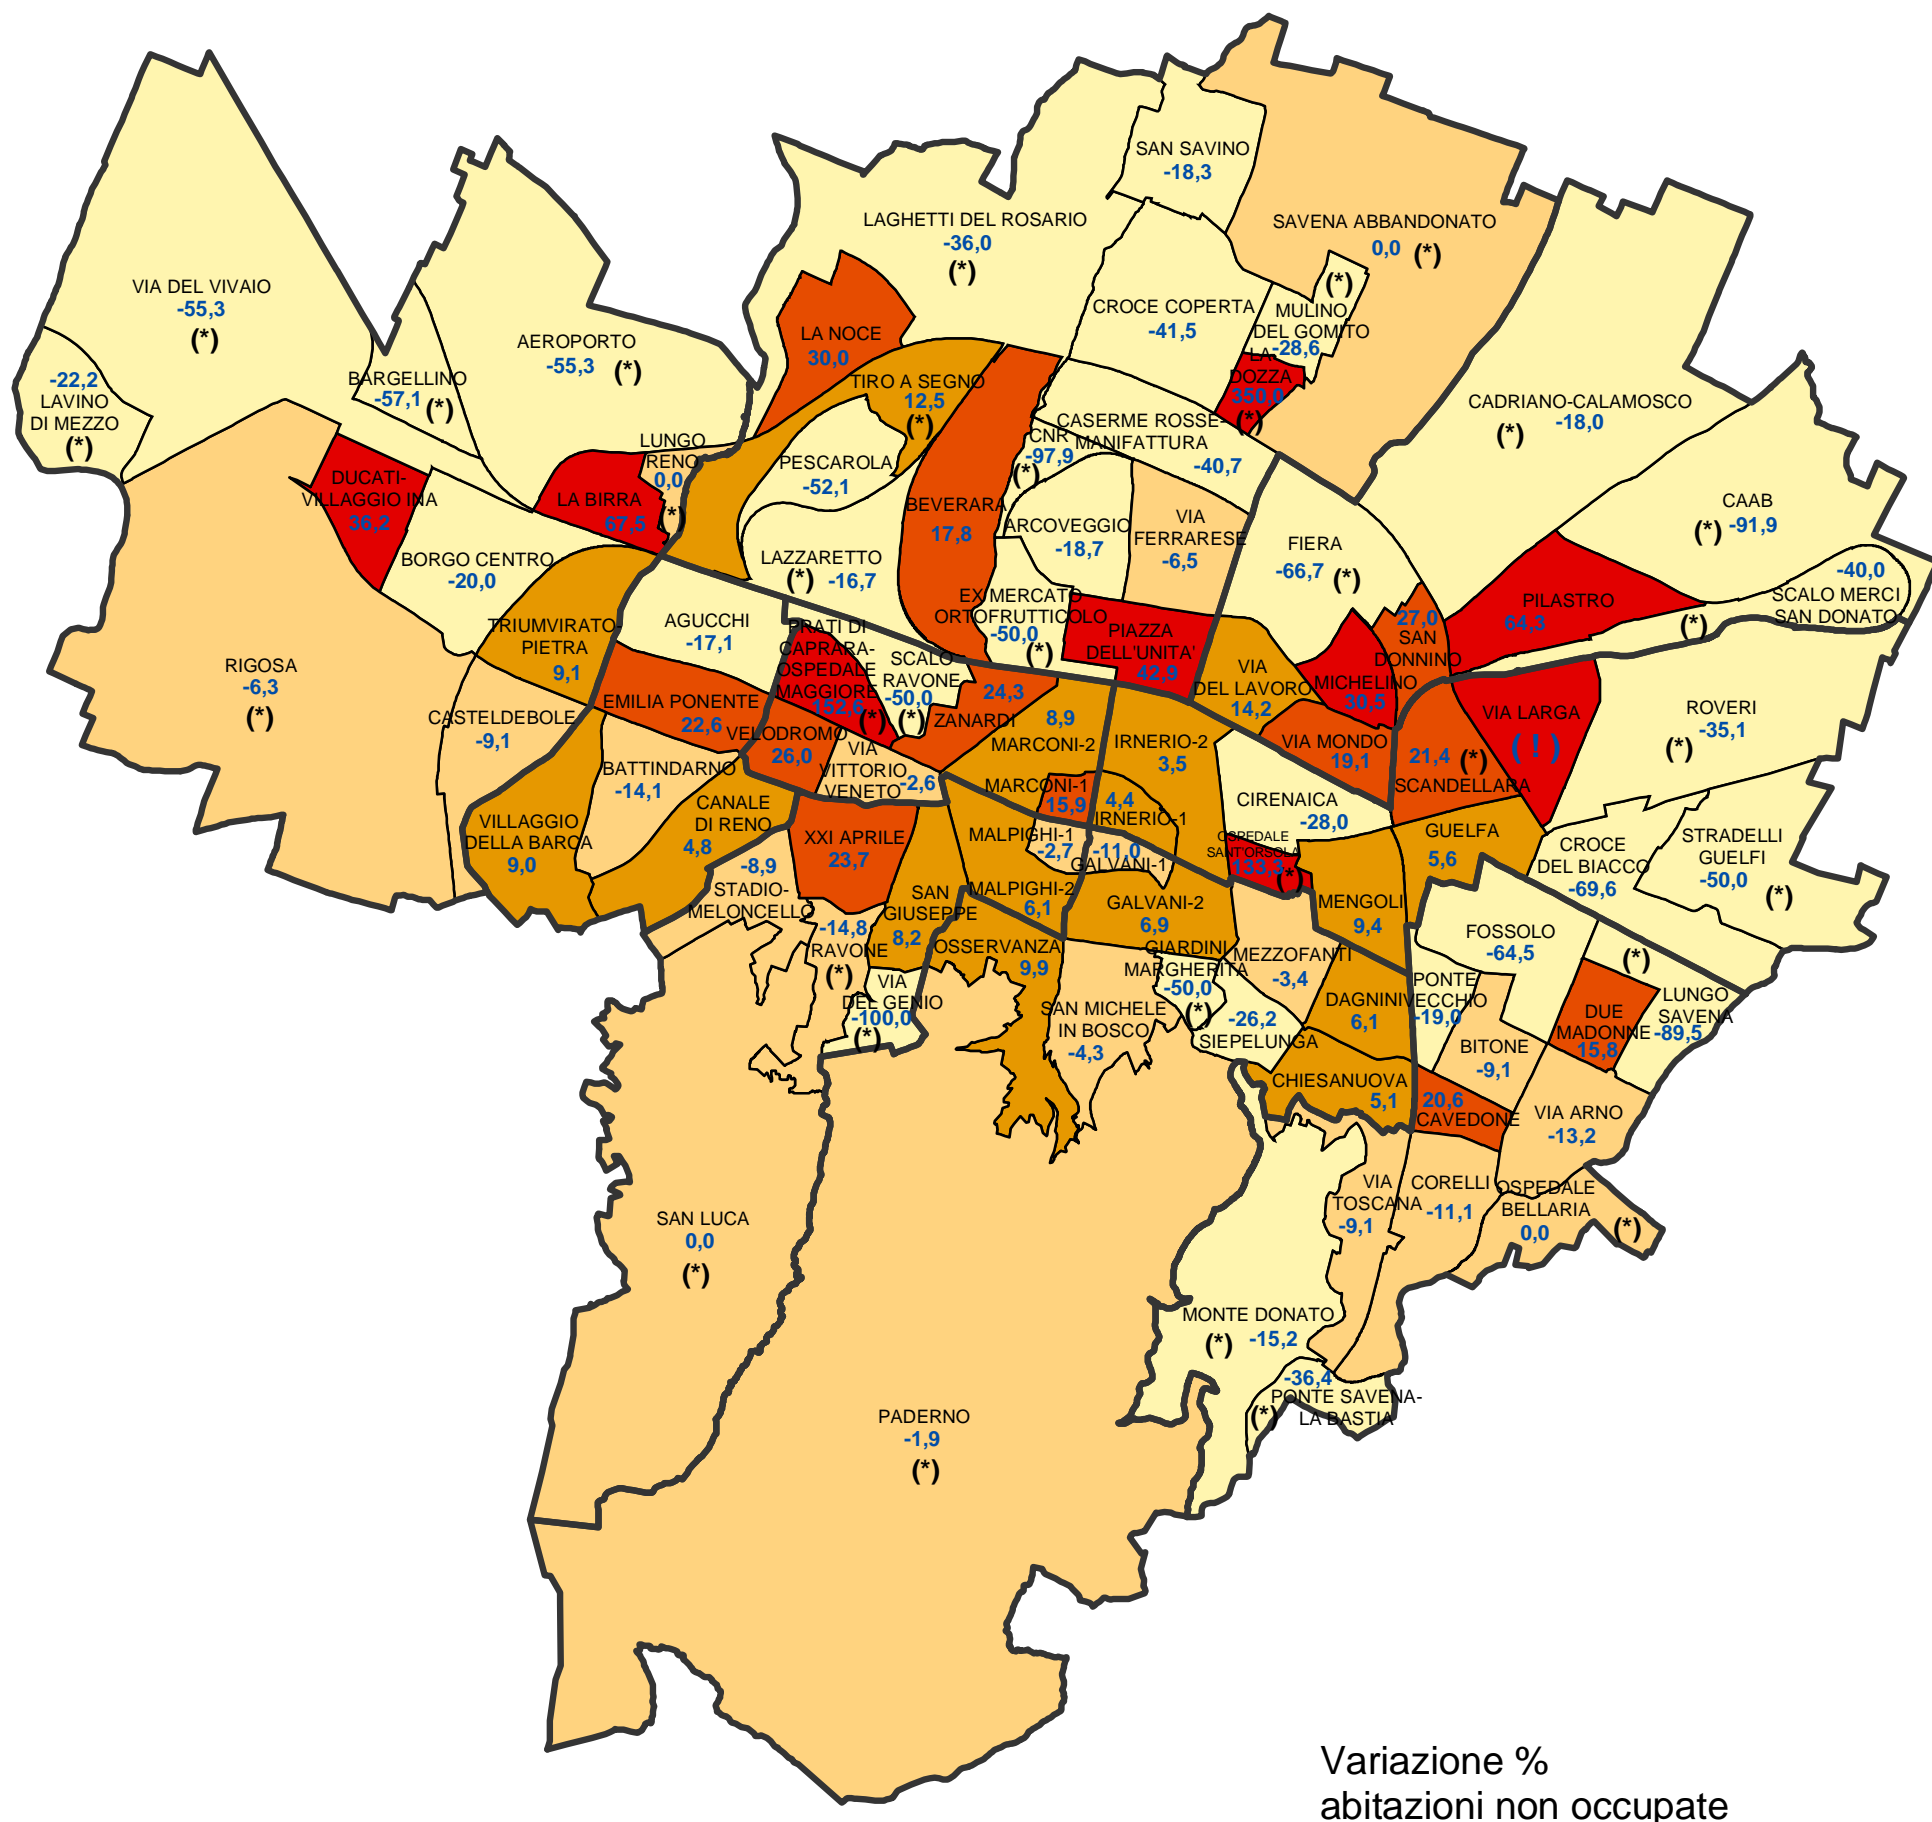 SAN SAVINO
-18,3
LAGHETTI DEL ROSARIO
-36,0
(*)
SAVENA ABBANDONATO
0,0 (*)
VIA DEL VIVAIO
-55,3
(*)
AEROPORTO
-55,3 (*)
LA NOCE
30,0
CROCE COPERTA
-41,5
(*)
MULINO
DEL GOMITO
-28,6
LA
DOZZA
350,0
(*)
-22,2
LAVINO
DI MEZZO
(*)
BARGELLINO
-57,1 (*)
TIRO A SEGNO
12,5
(*)
CADRIANO-CALAMOSCO
(*) -18,0
CASERME ROSSE-
MANIFATTURA
-40,7
CNR
-97,9
(*)
LUNGO
RENO
0,0
(*)
PESCAROLA
-52,1
DUCATI-
VILLAGGIO INA
36,2
LA BIRRA
67,5
BEVERARA
17,8
ARCOVEGGIO
-18,7
VIA
FERRARESE
-6,5
FIERA
-66,7 (*)
CAAB
(*) -91,9
BORGO CENTRO
-20,0
LAZZARETTO
(*) -16,7
EX MERCATO
ORTOFRUTTICOLO
-50,0
(*)
PILASTRO
64,3
-40,0
SCALO MERCI
SAN DONATO
(*)
TRIUMVIRATO-
PIETRA
9,1
AGUCCHI
-17,1
PRATI DI
CAPRARA-
OSPEDALE
MAGGIORE
152,6 (*)
SCALO
RAVONE
-50,0
(*)
PIAZZA
DELL'UNITA'
42,9
27,0
SAN
DONNINO
VIA
DEL LAVORO
14,2
MICHELINO
30,5
RIGOSA
-6,3
(*)
CASTELDEBOLE
-9,1
EMILIA PONENTE
22,6
VELODROMO
26,0
24,3
ZANARDI
8,9
MARCONI-2
IRNERIO-2
3,5
VIA MONDO
19,1
21,4 (*)
SCANDELLARA
VIA LARGA
( ! )
ROVERI
(*) -35,1
VIA
VITTORIO
VENETO
-2,6
BATTINDARNO
-14,1
MARCONI-1
15,9
4,4
IRNERIO-1
CIRENAICA
-28,0
CANALE
DI RENO
4,8
VILLAGGIO
DELLA BARCA
9,0
XXI APRILE
23,7
MALPIGHI-1
-2,7
-11,0
GALVANI-1
OSPEDALE
SANT'ORSOLA
133,3
(*)
GUELFA
5,6
CROCE
DEL BIACCO
-69,6
STRADELLI
GUELFI
-50,0
(*)
-8,9
STADIO-
MELONCELLO
SAN
GIUSEPPE
8,2
MALPIGHI-2
6,1
GALVANI-2
6,9
MENGOLI
9,4
-14,8
RAVONE
(*)
OSSERVANZA
9,9
GIARDINI
MARGHERITA
-50,0
(*)
MEZZOFANTI
-3,4
FOSSOLO
-64,5
(*)
LUNGO
SAVENA
-89,5
VIA
DEL GENIO
-100,0
(*)
SAN MICHELE
IN BOSCO
-4,3
-26,2
SIEPELUNGA
DAGNINI
6,1
PONTE
VECCHIO
-19,0
DUE
MADONNE
15,8
BITONE
-9,1
CHIESANUOVA
5,1
20,6
CAVEDONE
VIA ARNO
-13,2
SAN LUCA
0,0
(*)
VIA
TOSCANA
-9,1
CORELLI
-11,1
OSPEDALE
BELLARIA
0,0 (*)
MONTE DONATO
(*) -15,2
-36,4
PONTE SAVENA-
LA BASTIA
(*)
PADERNO
-1,9
(*)
Variazione %
abitazioni non occupate